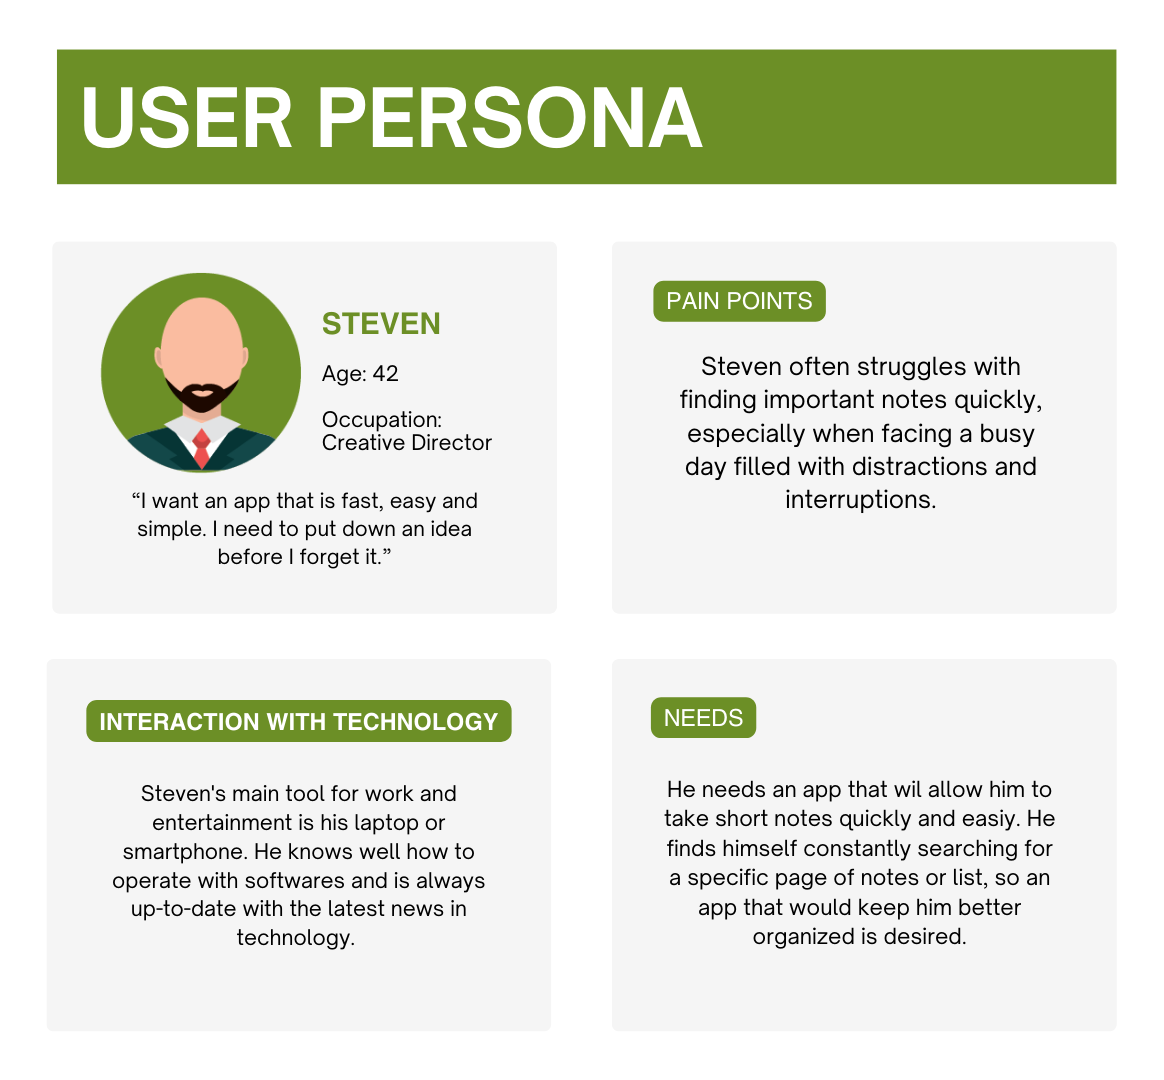 USER PERSONA
STEVEN
Age: 42
Occupation:
Creative Director
“I want an app that is fast, easy and
simple. I need to put down an idea
before I forget it.”
PAIN POINTS
Steven often struggles with
finding important notes quickly,
especially when facing a busy
day filled with distractions and
interruptions.
INTERACTION WITH TECHNOLOGY
Steven's main tool for work and
entertainment is his laptop or
smartphone. He knows well how to
operate with softwares and is always
up-to-date with the latest news in
technology.
NEEDS
He needs an app that wil allow him to
take short notes quickly and easiy. He
finds himself constantly searching for
a specific page of notes or list, so an
app that would keep him better
organized is desired.